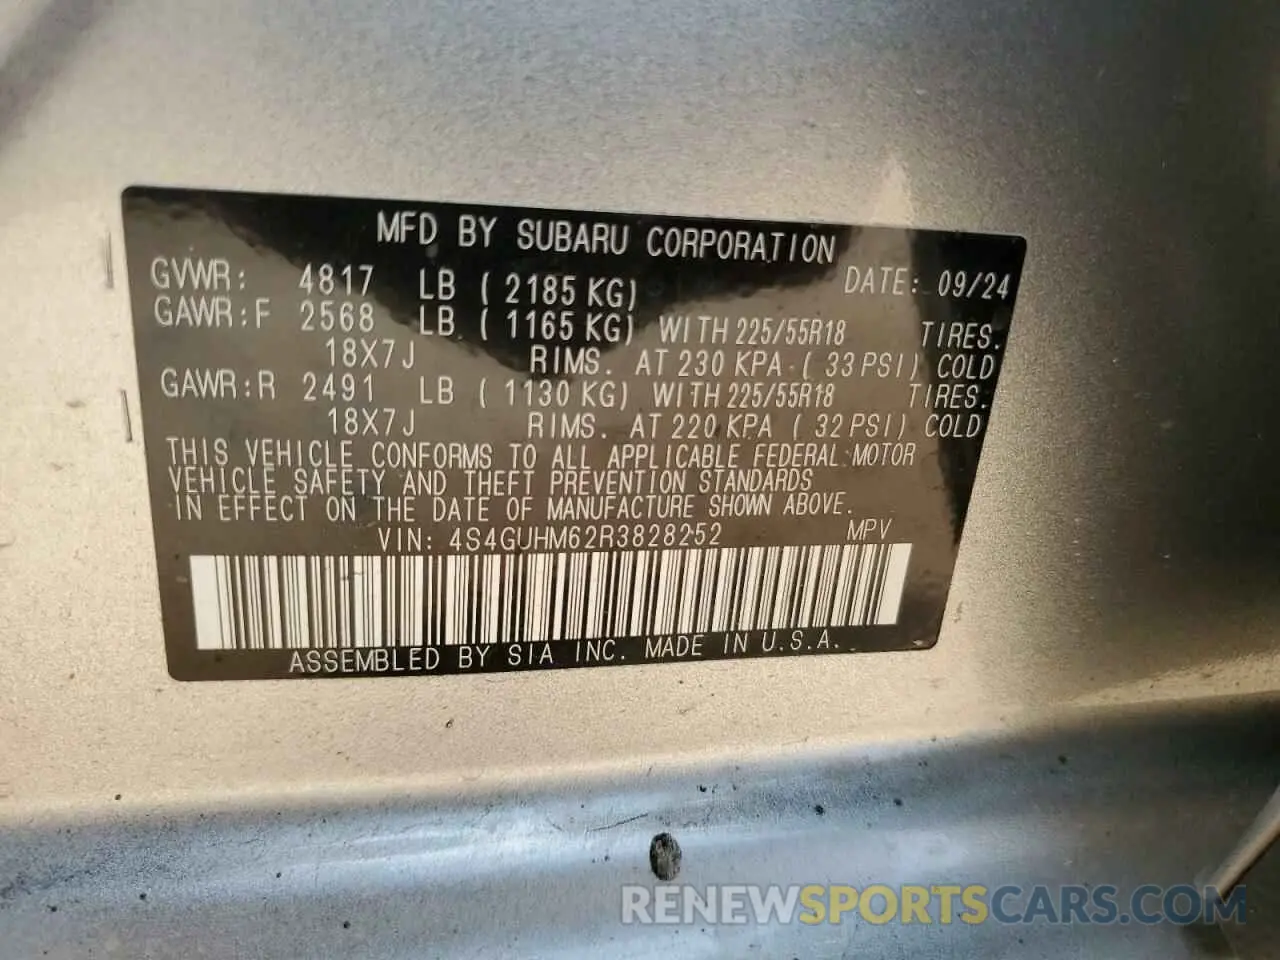 MFD BY SUBARU CORPORATION
GVWR: 4817 LB ( 2185 KG) DATE: 09/24
GAWR:F 2568 LB ( 1165 KG) WITH 225/55R18 TIRES.
18X7J RIMS. AT 230 KPA ( 33 PSI) COLD
GAWR:R 2491 LB ( 1130 KG) WITH 225/55R18 TIRES.
18X7J RIMS. AT 220 KPA ( 32 PSI) COLD
THIS VEHICLE CONFORMS TO ALL APPLICABLE FEDERAL MOTOR
VEHICLE SAFETY AND THEFT PREVENTION STANDARDS
IN EFFECT ON THE DATE OF MANUFACTURE SHOWN ABOVE.
VIN: 4S4GUHM62R3828252 MPV
ASSEMBLED BY SIA INC. MADE IN U.S.A.
RENEWSPORTSCARS.COM